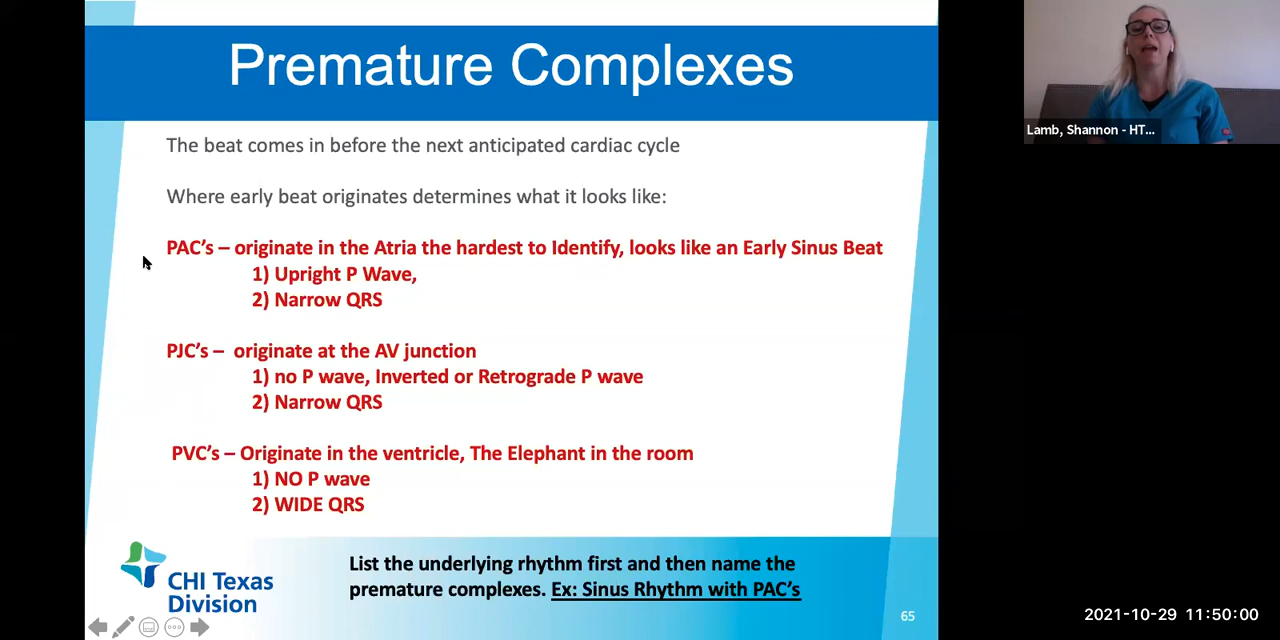 Premature Complexes
The beat comes in before the next anticipated cardiac cycle
Where early beat originates determines what it looks like:
PAC's – originate in the Atria the hardest to Identify, looks like an Early Sinus Beat
1) Upright P Wave,
2) Narrow QRS
PJC's – originate at the AV junction
1) no P wave, Inverted or Retrograde P wave
2) Narrow QRS
PVC's – Originate in the ventricle, The Elephant in the room
1) NO P wave
2) WIDE QRS
List the underlying rhythm first and then name the
premature complexes. Ex: Sinus Rhythm with PAC's
CHI Texas
Division
65
Lamb, Shannon - HT...
2021-10-29 11:50:00